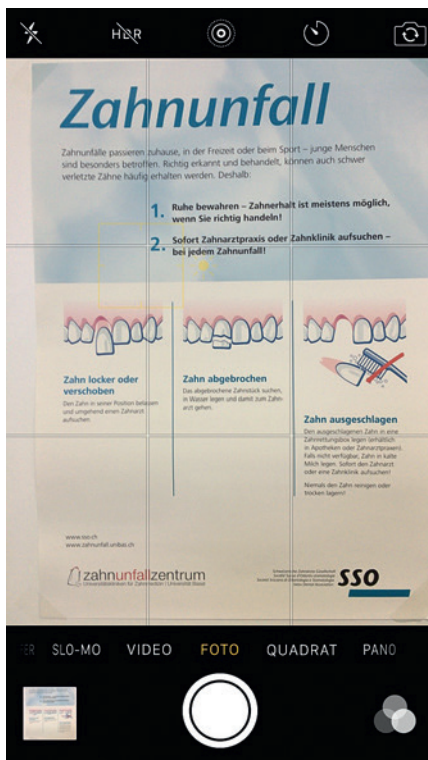 HDR
Zahnunfall
Zahnunfälle passieren zuhause, in der Freizeit oder beim Sport – junge Menschen
sind besonders betroffen. Richtig erkannt und behandelt, können auch schwer
verletzte Zähne häufig erhalten werden. Deshalb:
1. Ruhe bewahren – Zahnerhalt ist meistens möglich,
wenn Sie richtig handeln!
2. Sofort Zahnarztpraxis oder Zahnklinik aufsuchen –
bei jedem Zahnunfall!
Zahn locker oder
verschoben
Den Zahn in seiner Position belassen
und umgehend einen Zahnarzt
aufsuchen.
Zahn abgebrochen
Das abgebrochene Zahnstück suchen,
in Wasser legen und damit zum Zahn-
arzt gehen.
Zahn ausgeschlagen
Den ausgeschlagenen Zahn in eine
Zahnrettungsbox legen (erhältlich
in Apotheken oder Zahnarztpraxen).
Falls nicht verfügbar, Zahn in kalte
Milch legen. Sofort den Zahnarzt
oder eine Zahnklinik aufsuchen!
Niemals den Zahn reinigen oder
trocken lagern!
www.sso.ch
www.zahnunfall.unibas.ch
zahnunfallzentrum
Universitätskliniken für Zahnmedizin / Universität Basel
SSO
SLO-MO VIDEO FOTO QUADRAT PANO